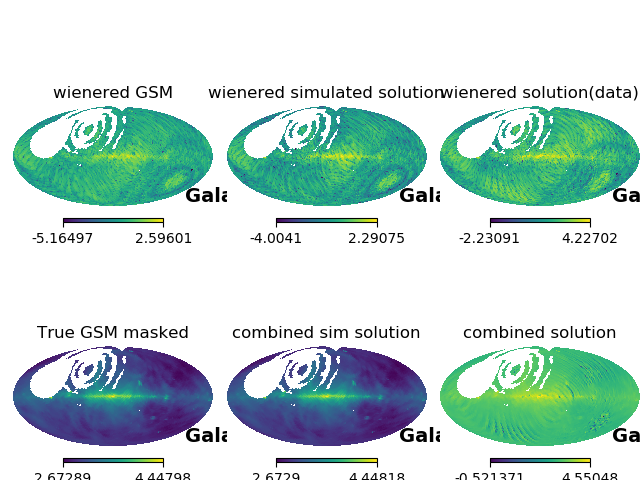 wienered GSM
wienered simulated solution
wienered solution(data)
Gala
Gala
Ga
-5.16497 2.59601
-4.0041 2.29075
-2.23091 4.22702
True GSM masked
combined sim solution
combined solution
Gala
Gala
Ga
2.67289 4.44798
2.6729 4.44818
-0.521371 4.55048